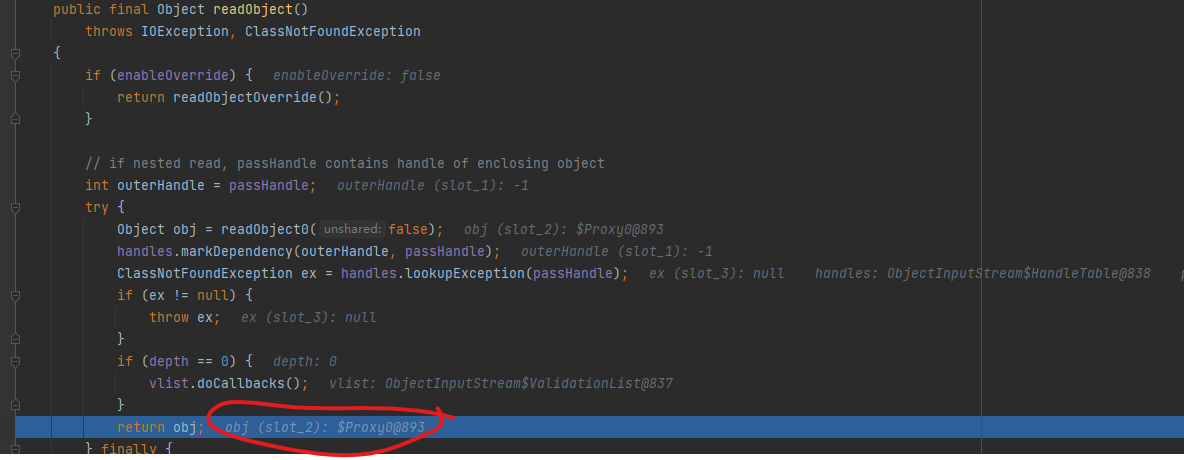 public final Object readObject()
throws IOException, ClassNotFoundException
{
if (enableOverride) { enableOverride: false
return readObjectOverride();
}
// if nested read, passHandle contains handle of enclosing object
int outerHandle = passHandle; outerHandle (slot_1): -1
try {
Object obj = readObject0( unshared: false); obj (slot_2): $Proxy0@893
handles.markDependency(outerHandle, passHandle); outerHandle (slot_1): -1
ClassNotFoundException ex = handles.lookupException(passHandle); ex (slot_3): null handles: ObjectInputStream$HandleTable@838
if (ex != null) {
throw ex; ex (slot_3): null
}
if (depth == 0) { depth: 0
vlist.doCallbacks(); vlist: ObjectInputStream$ValidationList@837
}
return obj; obj (slot_2): $Proxy0@893
} finally {